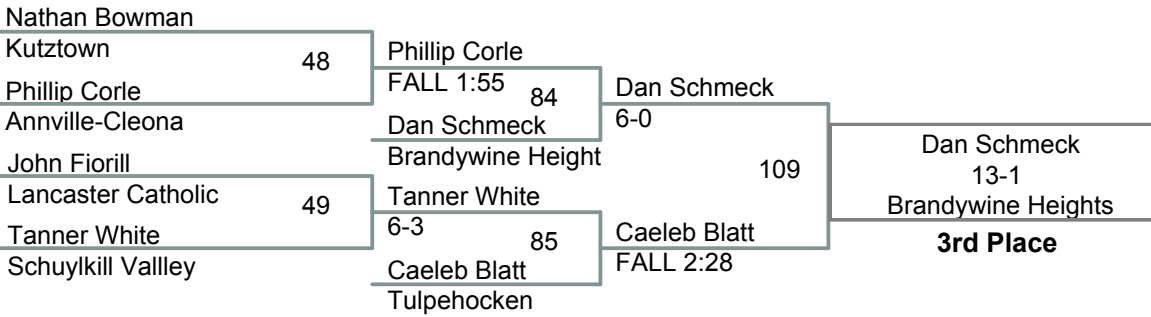 Nathan Bowman
Kutztown
48
Phillip Corle
Annville-Cleona
John Fiorill
Lancaster Catholic
49
Tanner White
Schuylkill Vallley
Phillip Corle
FALL 1:55
84
Dan Schmeck
Brandywine Height
Tanner White
6-3
85
Caeleb Blatt
Tulpehocken
Dan Schmeck
6-0
109
Caeleb Blatt
FALL 2:28
Dan Schmeck
13-1
Brandywine Heights
3rd Place